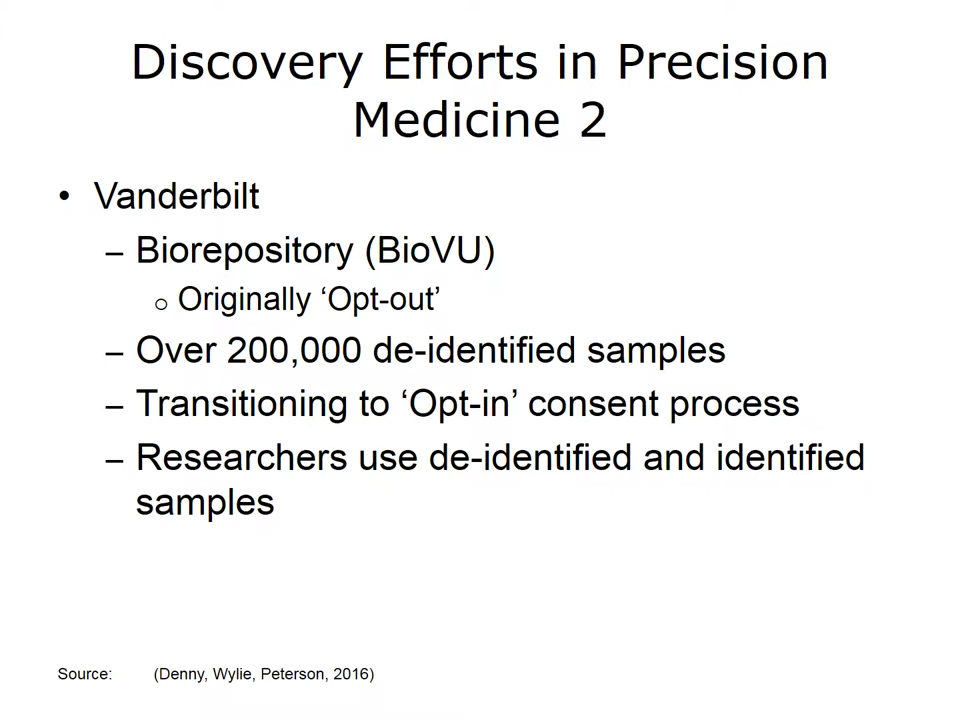 Discovery Efforts in Precision
Medicine 2
• Vanderbilt
– Biorepository (BioVU)
o Originally ‘Opt-out’
– Over 200,000 de-identified samples
– Transitioning to ‘Opt-in’ consent process
– Researchers use de-identified and identified
samples
Source: (Denny, Wylie, Peterson, 2016)